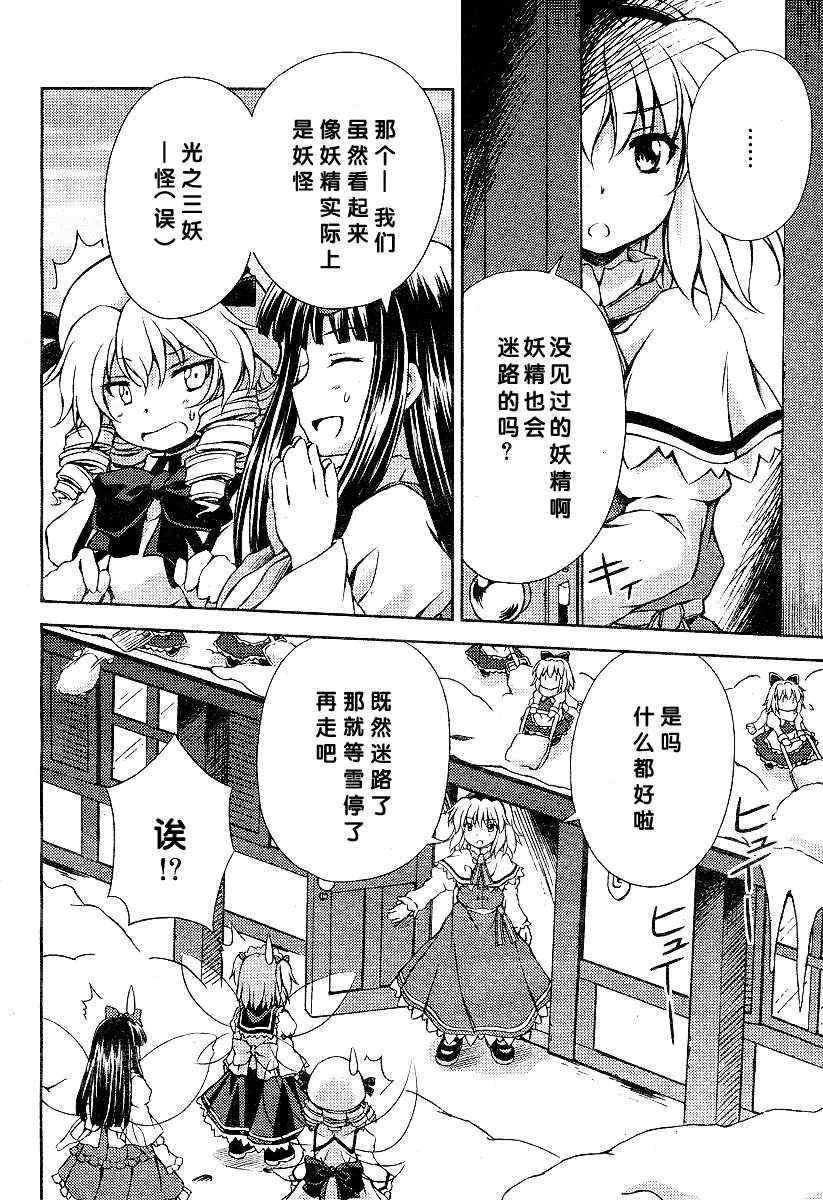 ……
没见过的妖精啊
妖精也会
迷路的吗？
キィ
那个—我们
虽然看起来
像妖精实际上
是妖怪
光之三妖
—怪（误）
是吗
什么都好啦
既然迷路了
那就等雪停了
再走吧
诶
!?
ヒュー
ヒュー